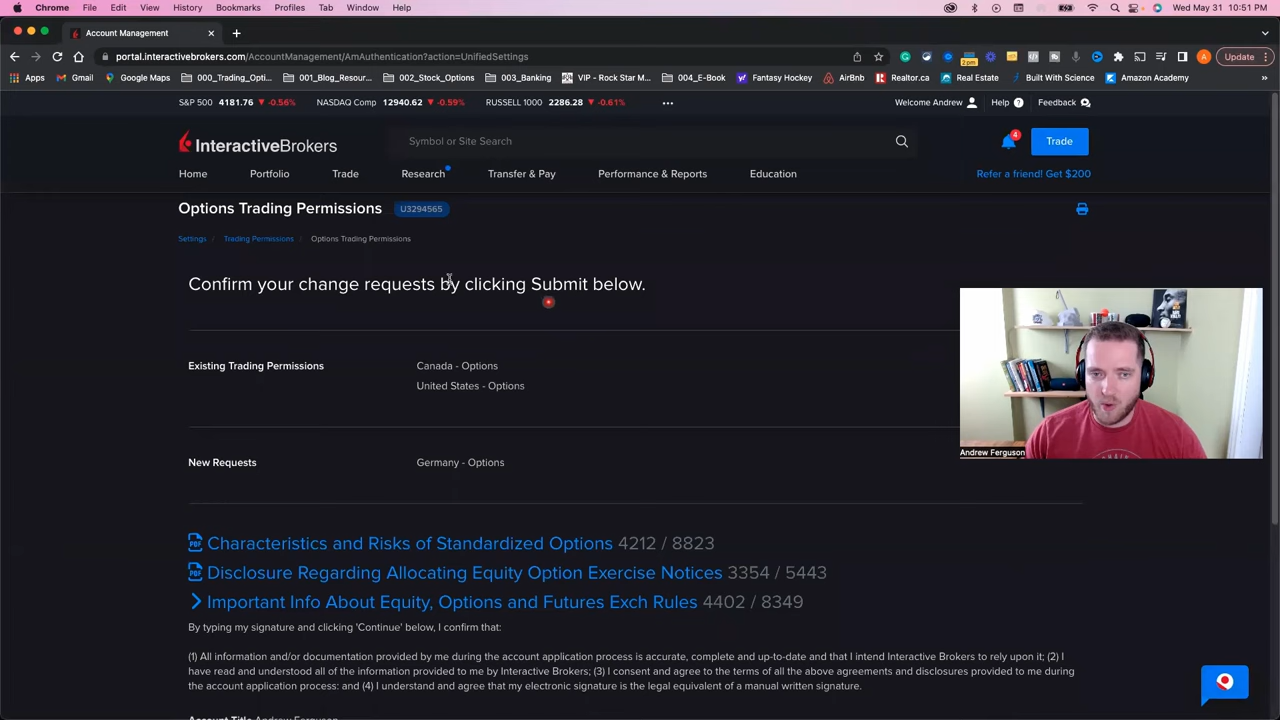 Chrome File Edit View History Bookmarks Profiles Tab Window Help Wed May 31 10:51 PM
Account Management
portal.interactivebrokers.com/AccountManagement/AmAuthentication?action=UnifiedSettings 2pm A Update
Apps Gmail Google Maps 000_Trading_Opti... 001_Blog_Resour... 002_Stock_Options 003_Banking VIP - Rock Star M... 004_E-Book Fantasy Hockey AirBnb Realtor.ca Real Estate Built With Science Amazon Academy
S&P 500 4181.76 ▼ -0.56% NASDAQ Comp 12940.62 ▼ -0.59% RUSSELL 1000 2286.28 ▼ -0.61% ••• Welcome Andrew Help Feedback
InteractiveBrokers Symbol or Site Search 4 Trade
Home Portfolio Trade Research Transfer & Pay Performance & Reports Education Refer a friend! Get $200
Options Trading Permissions U3294565
Settings / Trading Permissions / Options Trading Permissions
Confirm your change requests by clicking Submit below.
Existing Trading Permissions Canada - Options
United States - Options
Andrew Ferguson
New Requests Germany - Options
PDF Characteristics and Risks of Standardized Options 4212 / 8823
PDF Disclosure Regarding Allocating Equity Option Exercise Notices 3354 / 5443
Important Info About Equity, Options and Futures Exch Rules 4402 / 8349
By typing my signature and clicking 'Continue' below, I confirm that:
(1) All information and/or documentation provided by me during the account application process is accurate, complete and up-to-date and that I intend Interactive Brokers to rely upon it; (2) I
have read and understood all of the information provided to me by Interactive Brokers; (3) I consent and agree to the terms of all the above agreements and disclosures provided to me during
the account application process: and (4) I understand and agree that my electronic signature is the legal equivalent of a manual written signature.
Account Title Andrew Ferguson